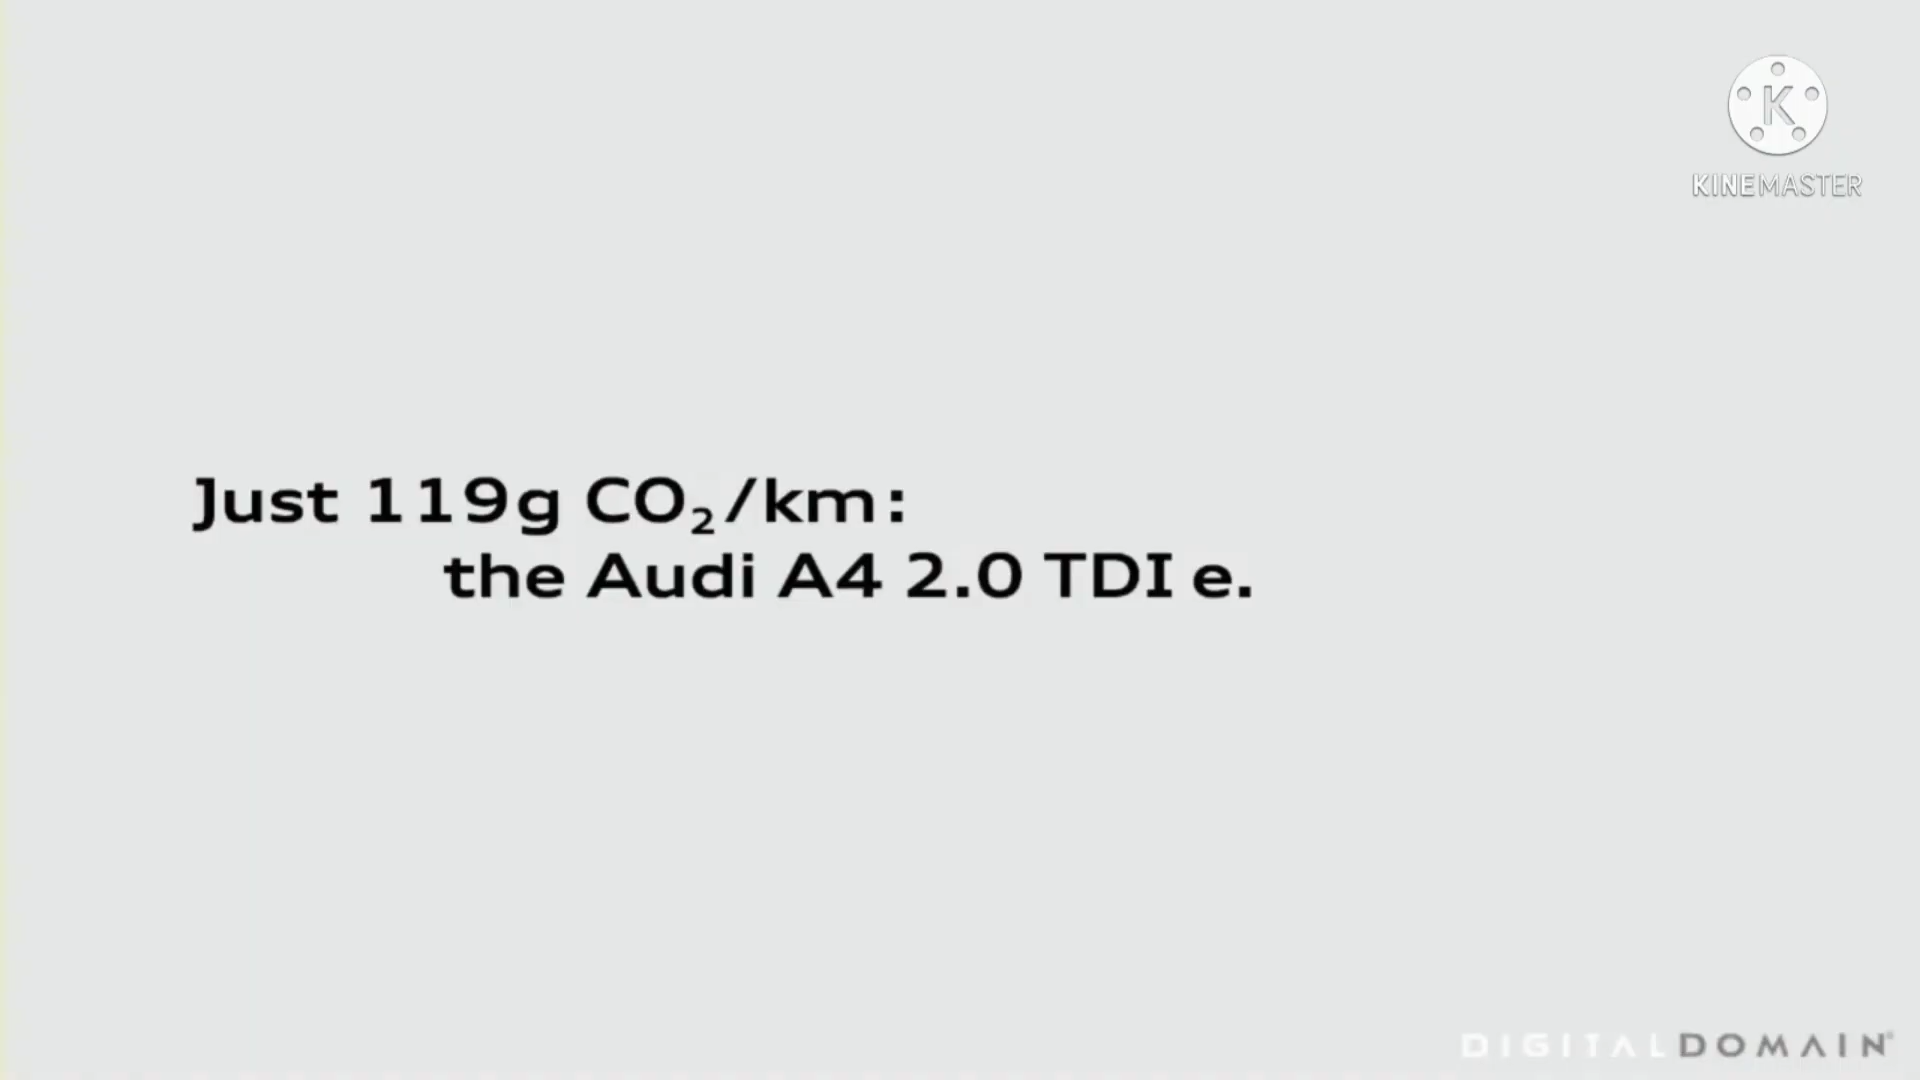 K
KINEMASTER
Just 119g CO₂/km:
the Audi A4 2.0 TDI e.
DIGITALDOMAIN®